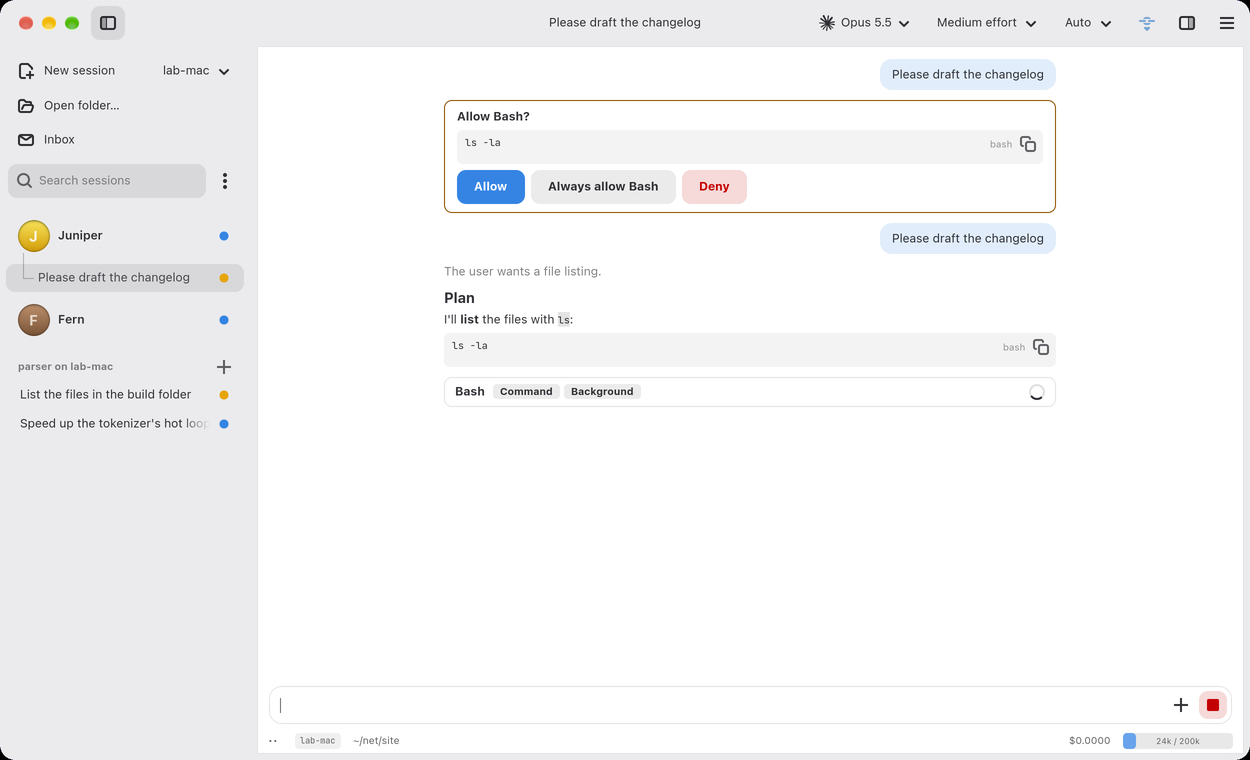 Please draft the changelog
Opus 5.5
Medium effort
Auto
New session
lab-mac
Open folder...
Inbox
Search sessions
J
Juniper
Please draft the changelog
F
Fern
parser on lab-mac
List the files in the build folder
Speed up the tokenizer's hot loop
Please draft the changelog
Allow Bash?
ls -la
bash
Allow
Always allow Bash
Deny
Please draft the changelog
The user wants a file listing.
Plan
I'll list the files with ls:
ls -la
bash
Bash
Command
Background
lab-mac
~/net/site
$0.0000
24k / 200k